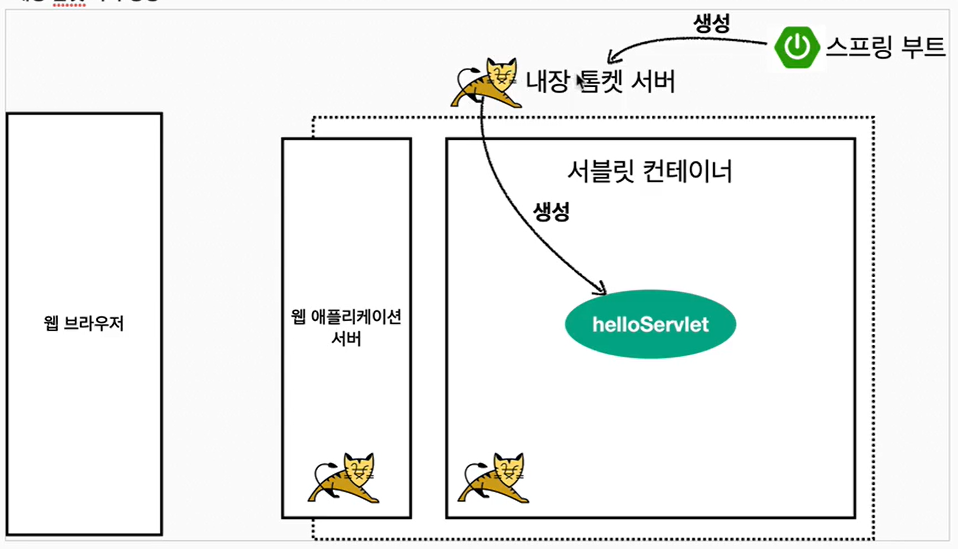 생성
스프링 부트
내장 톰켓 서버
서블릿 컨테이너
생성
웹 브라우저
웹 애플리케이션
서버
helloServlet